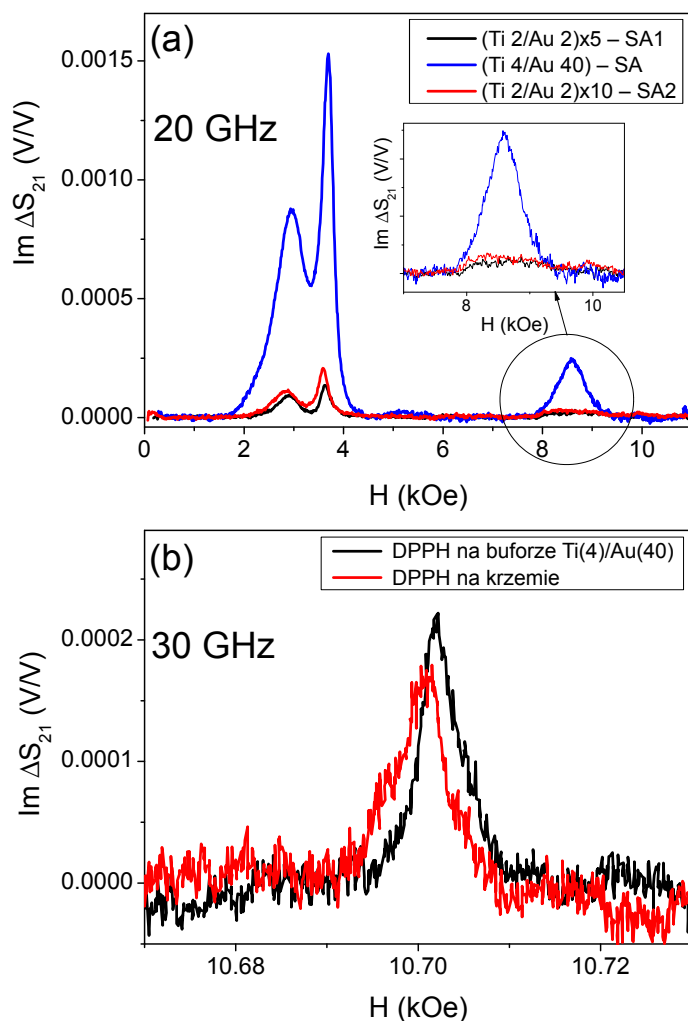 (a)
(Ti 2/Au 2)x5 – SA1
(Ti 4/Au 40) – SA
(Ti 2/Au 2)x10 – SA2
20 GHz
Im ΔS21 (V/V)
0.0015
0.0010
0.0005
0.0000
0 2 4 6 8 10
H (kOe)
Im ΔS21 (V/V)
8 10
H (kOe)
(b)
DPPH na buforze Ti(4)/Au(40)
DPPH na krzemie
30 GHz
Im ΔS21 (V/V)
0.0002
0.0001
0.0000
10.68 10.70 10.72
H (kOe)